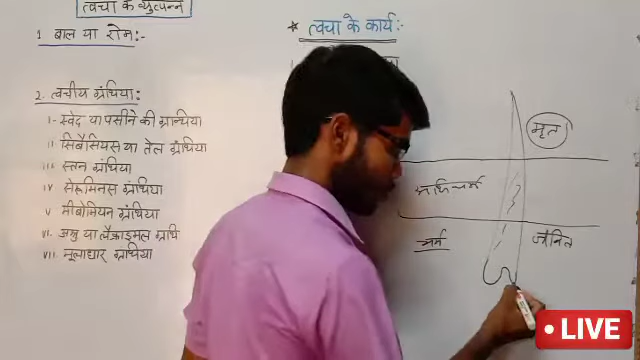 त्वचा के व्युत्पन्न
1. बाल या रोम:-
2. त्वचीय ग्रंथियां:
i- स्वेद या पसीने की ग्रन्थिया
ii- सिबेसियस या तेल ग्रंथिया
iii- स्तन ग्रंथिया
iv सेरुमिनस ग्रंथिया
v मीबोमियन ग्रंथिया
vi. अश्रु या लैक्राइमल ग्रंथि
vii. मूलाधार ग्रंथिया
* त्वचा के कार्य:-
मृत
अधिचर्म
चर्म
जीवित
LIVE